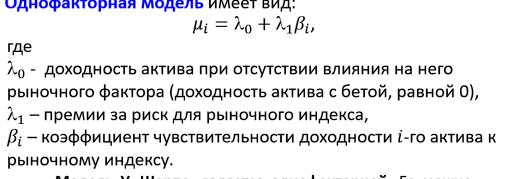 Однофакторная модель имеет вид:
μᵢ = λ₀ + λ₁βᵢ,
где
λ₀ - доходность актива при отсутствии влияния на него
рыночного фактора (доходность актива с бетой, равной 0),
λ₁ – премии за риск для рыночного индекса,
βᵢ – коэффициент чувствительности доходности i-го актива к
рыночному индексу.